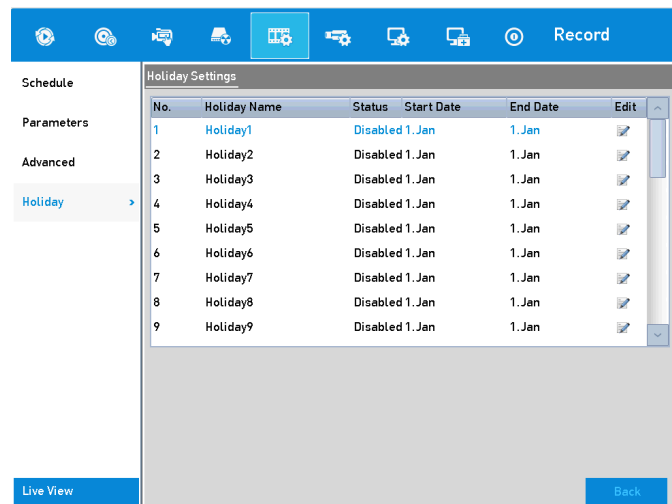 Record
Schedule
Parameters
Advanced
Holiday >
Holiday Settings
No. Holiday Name Status Start Date End Date Edit
1 Holiday1 Disabled 1.Jan 1.Jan
2 Holiday2 Disabled 1.Jan 1.Jan
3 Holiday3 Disabled 1.Jan 1.Jan
4 Holiday4 Disabled 1.Jan 1.Jan
5 Holiday5 Disabled 1.Jan 1.Jan
6 Holiday6 Disabled 1.Jan 1.Jan
7 Holiday7 Disabled 1.Jan 1.Jan
8 Holiday8 Disabled 1.Jan 1.Jan
9 Holiday9 Disabled 1.Jan 1.Jan
Live View
Back